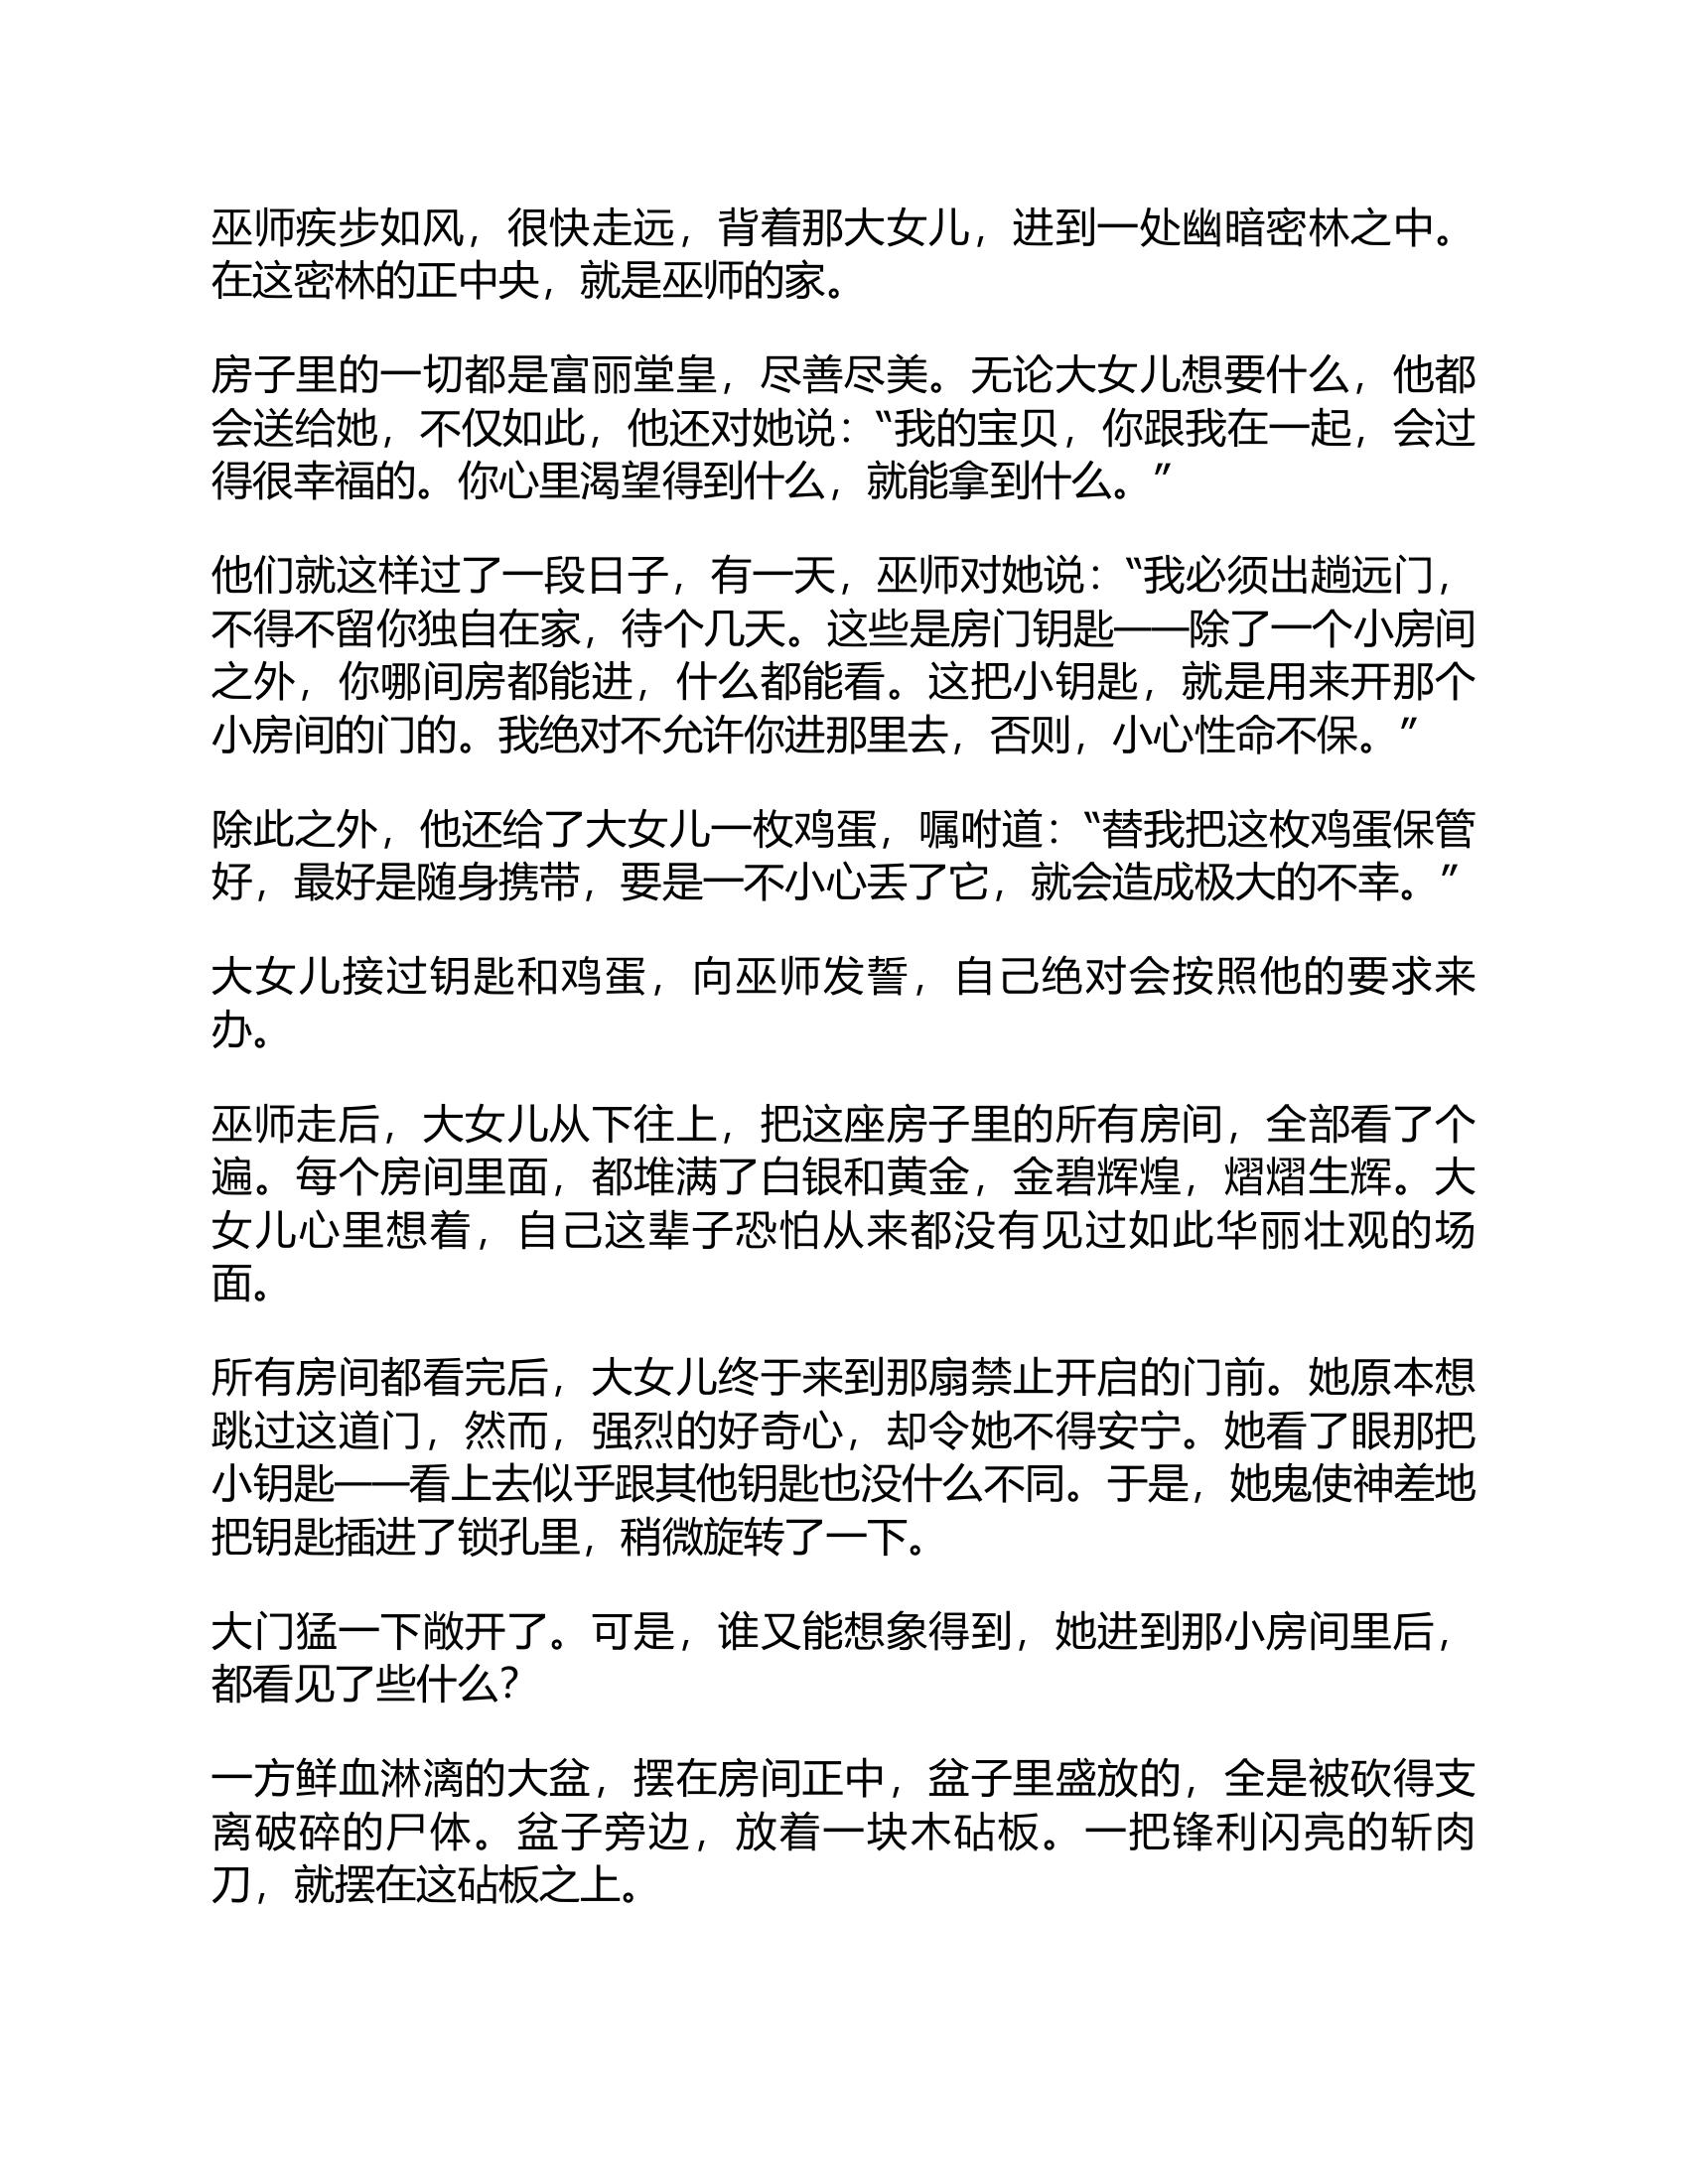 巫师疾步如风，很快走远，背着那大女儿，进到一处幽暗密林之中。
在这密林的正中央，就是巫师的家。
房子里的一切都是富丽堂皇，尽善尽美。无论大女儿想要什么，他都
会送给她，不仅如此，他还对她说：“我的宝贝，你跟我在一起，会过
得很幸福的。你心里渴望得到什么，就能拿到什么。”
他们就这样过了一段日子，有一天，巫师对她说：“我必须出趟远门，
不得不留你独自在家，待个几天。这些是房门钥匙——除了一个小房间
之外，你哪间房都能进，什么都能看。这把小钥匙，就是用来开那个
小房间的门的。我绝对不允许你进那里去，否则，小心性命不保。”
除此之外，他还给了大女儿一枚鸡蛋，嘱咐道：“替我把这枚鸡蛋保管
好，最好是随身携带，要是一不小心丢了它，就会造成极大的不幸。”
大女儿接过钥匙和鸡蛋，向巫师发誓，自己绝对会按照他的要求来
办。
巫师走后，大女儿从下往上，把这座房子里的所有房间，全部看了个
遍。每个房间里面，都堆满了白银和黄金，金碧辉煌，熠熠生辉。大
女儿心里想着，自己这辈子恐怕从来都没有见过如此华丽壮观的场
面。
所有房间都看完后，大女儿终于来到那扇禁止开启的门前。她原本想
跳过这道门，然而，强烈的好奇心，却令她不得安宁。她看了眼那把
小钥匙——看上去似乎跟其他钥匙也没什么不同。于是，她鬼使神差地
把钥匙插进了锁孔里，稍微旋转了一下。
大门猛一下敞开了。可是，谁又能想象得到，她进到那小房间里后，
都看见了些什么？
一方鲜血淋漓的大盆，摆在房间正中，盆子里盛放的，全是被砍得支
离破碎的尸体。盆子旁边，放着一块木砧板。一把锋利闪亮的斩肉
刀，就摆在这砧板之上。